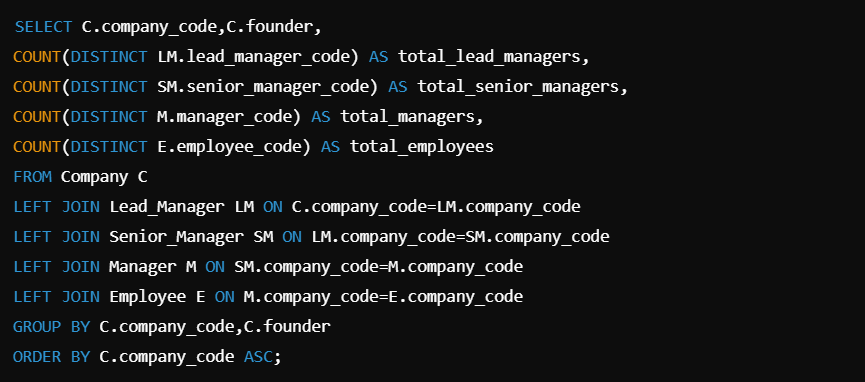 SELECT C.company_code,C.founder,
COUNT(DISTINCT LM.lead_manager_code) AS total_lead_managers,
COUNT(DISTINCT SM.senior_manager_code) AS total_senior_managers,
COUNT(DISTINCT M.manager_code) AS total_managers,
COUNT(DISTINCT E.employee_code) AS total_employees
FROM Company C
LEFT JOIN Lead_Manager LM ON C.company_code=LM.company_code
LEFT JOIN Senior_Manager SM ON LM.company_code=SM.company_code
LEFT JOIN Manager M ON SM.company_code=M.company_code
LEFT JOIN Employee E ON M.company_code=E.company_code
GROUP BY C.company_code,C.founder
ORDER BY C.company_code ASC;